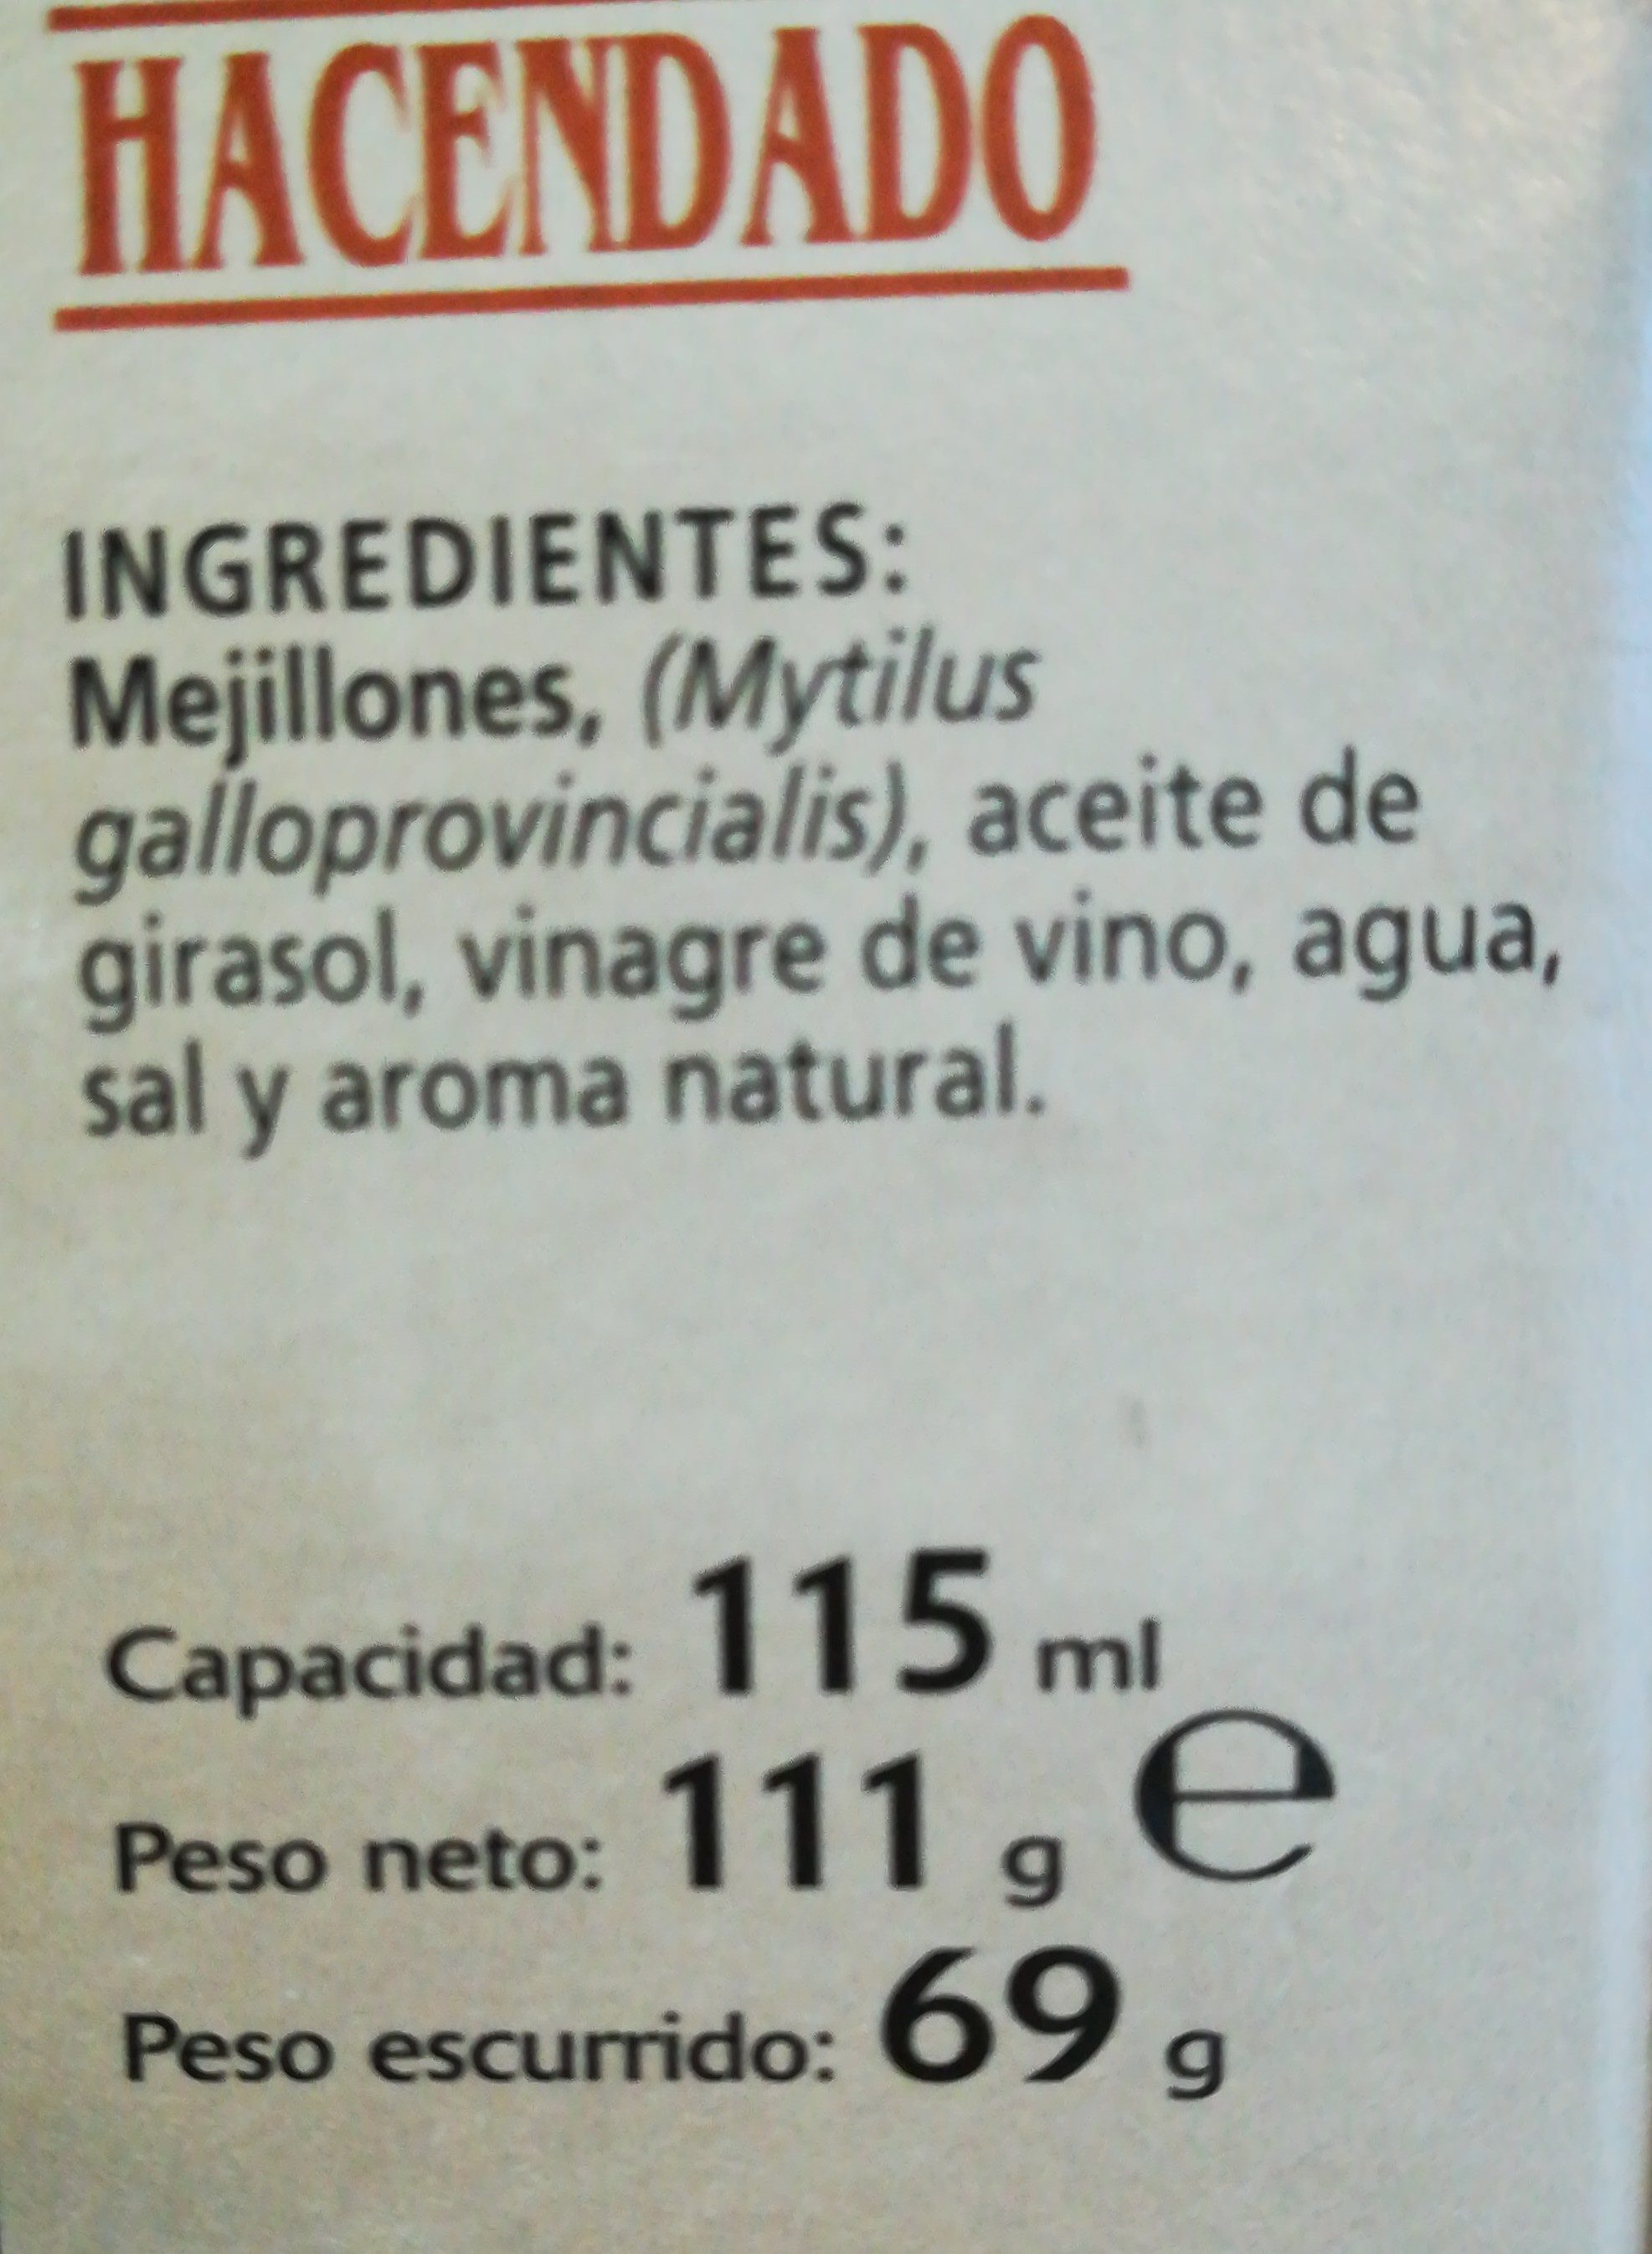 HACENDADO
INGREDIENTES:
Mejillones, (Mytilus
galloprovincialis), aceite de
girasol, vinagre de vino, agua,
sal y aroma natural.
Capacidad: 115 ml
Peso neto: 111 g e
Peso escurrido: 69 g